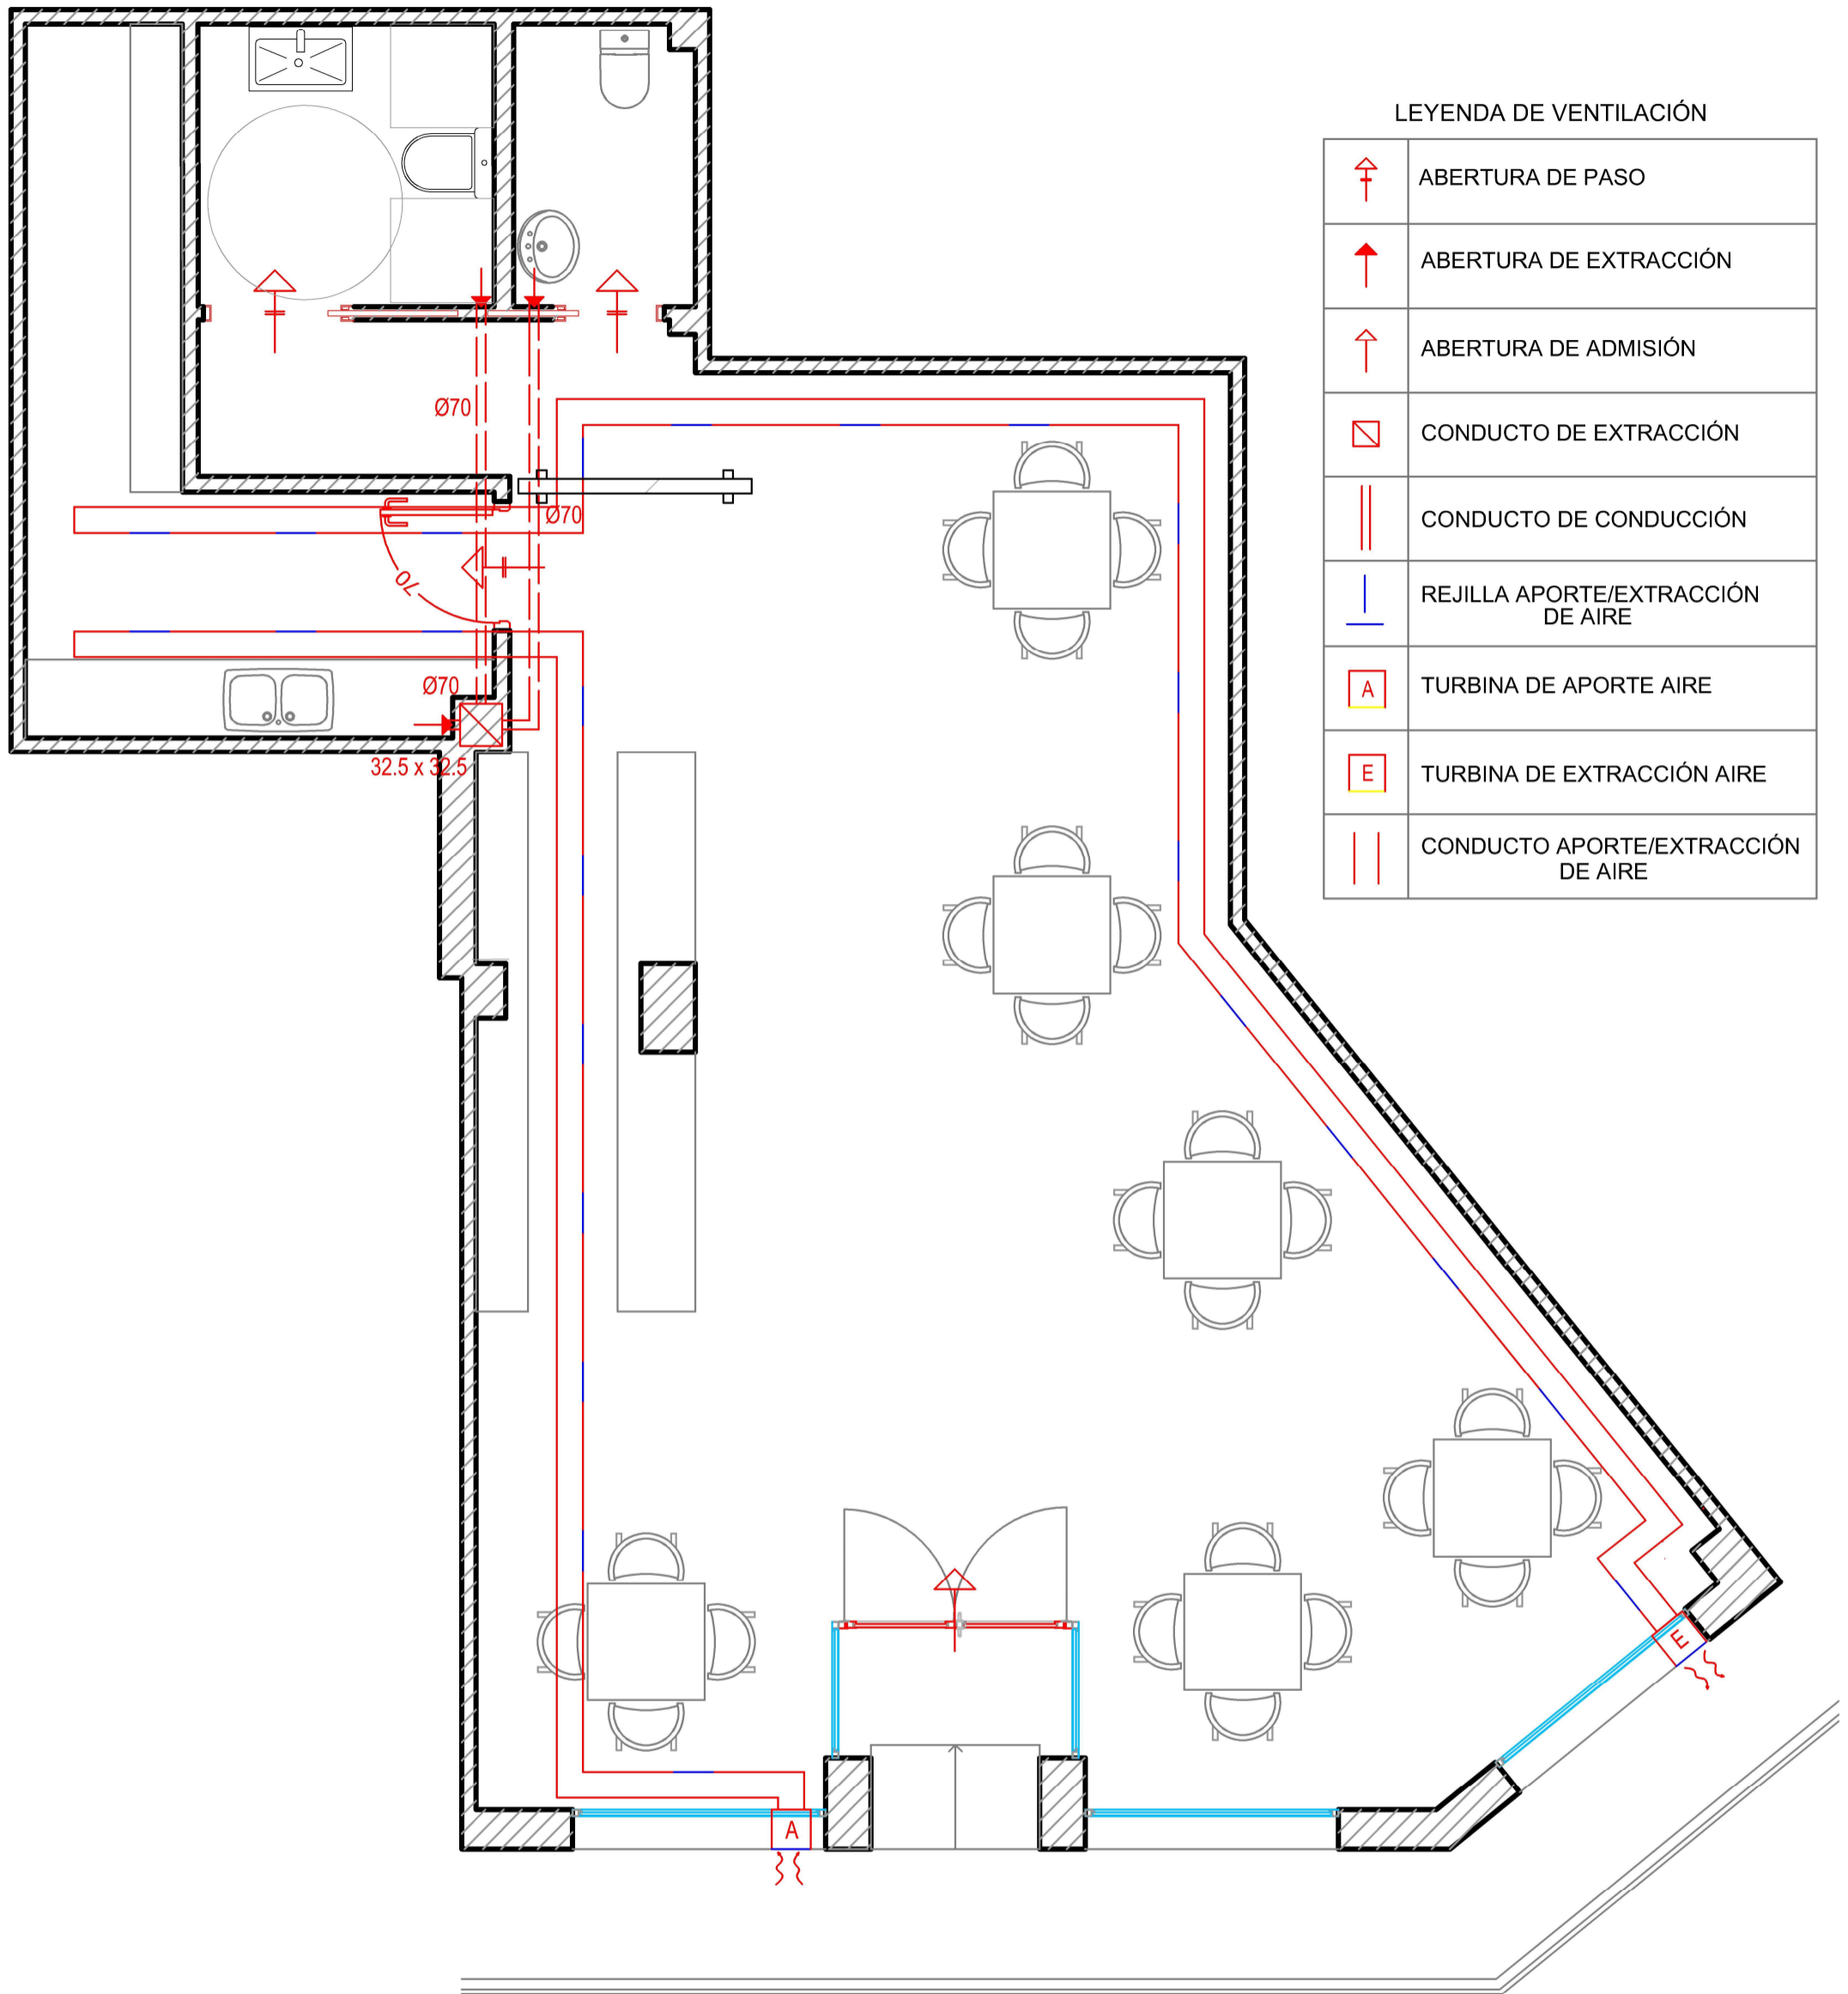 LEYENDA DE VENTILACIÓN
ABERTURA DE PASO
ABERTURA DE EXTRACCIÓN
ABERTURA DE ADMISIÓN
CONDUCTO DE EXTRACCIÓN
CONDUCTO DE CONDUCCIÓN
REJILLA APORTE/EXTRACCIÓN
DE AIRE
A TURBINA DE APORTE AIRE
E TURBINA DE EXTRACCIÓN AIRE
CONDUCTO APORTE/EXTRACCIÓN
DE AIRE
Ø70
Ø70
70
Ø70
32.5 x 32.5
E
A